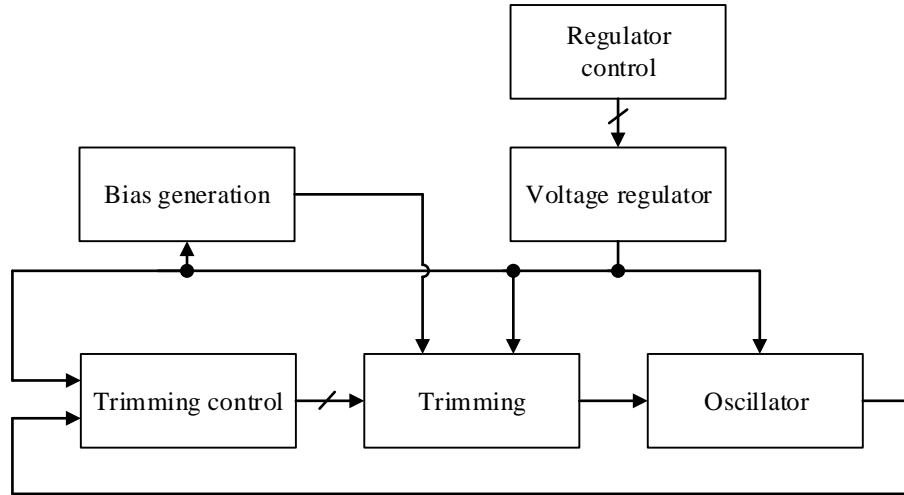 Regulator
control
Bias generation
Voltage regulator
Trimming control
Trimming
Oscillator